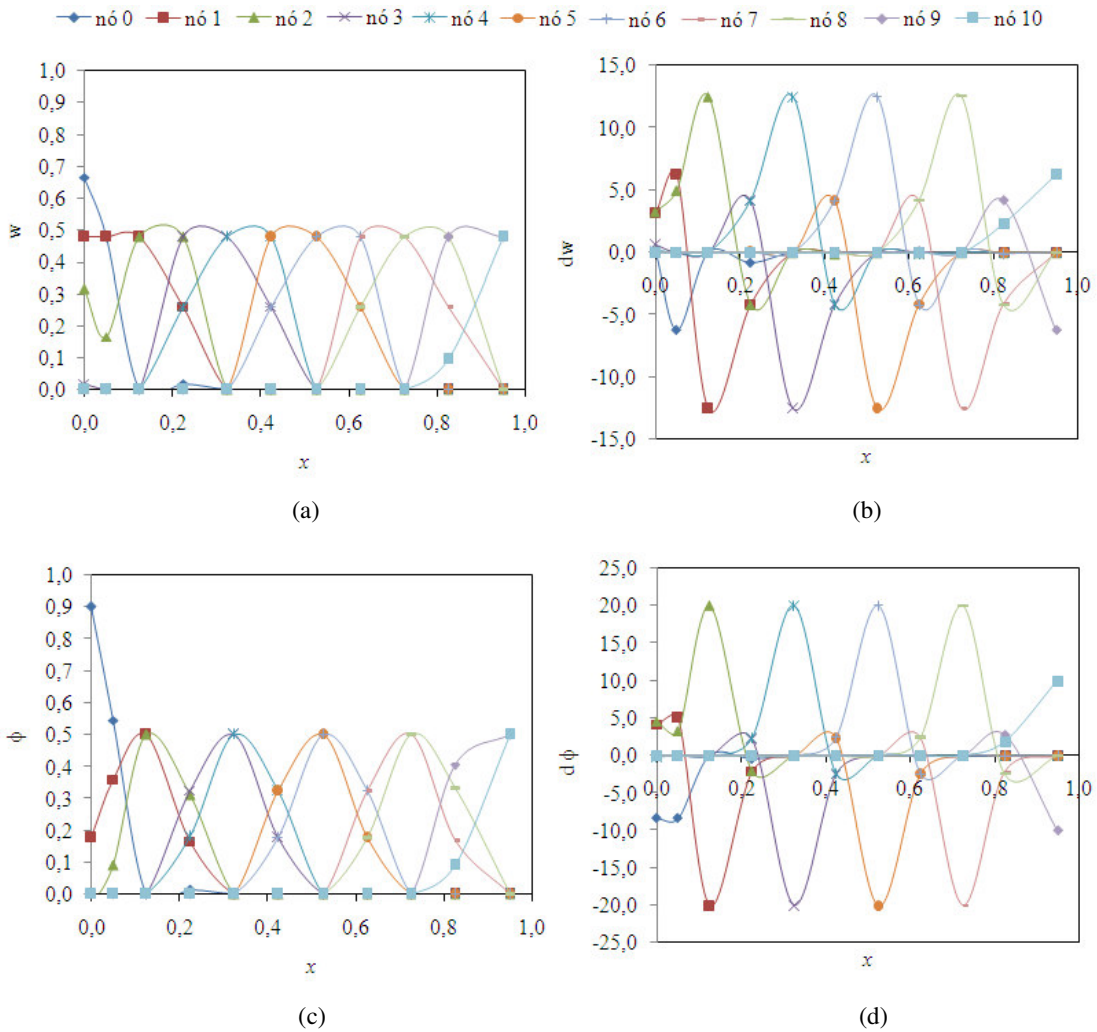 nó 0 nó 1 nó 2 nó 3 nó 4 nó 5 nó 6 nó 7 nó 8 nó 9 nó 10
1,0
0,9
0,8
0,7
0,6
0,5
0,4
0,3
0,2
0,1
0,0
w
0,0 0,2 0,4 0,6 0,8 1,0
x
(a)
15,0
10,0
5,0
0,0
-5,0
-10,0
-15,0
dw
0,0 0,2 0,4 0,6 0,8 1,0
x
(b)
1,0
0,9
0,8
0,7
0,6
0,5
0,4
0,3
0,2
0,1
0,0
ϕ
0,0 0,2 0,4 0,6 0,8 1,0
x
(c)
25,0
20,0
15,0
10,0
5,0
0,0
-5,0
-10,0
-15,0
-20,0
-25,0
d ϕ
0,0 0,2 0,4 0,6 0,8 1,0
x
(d)